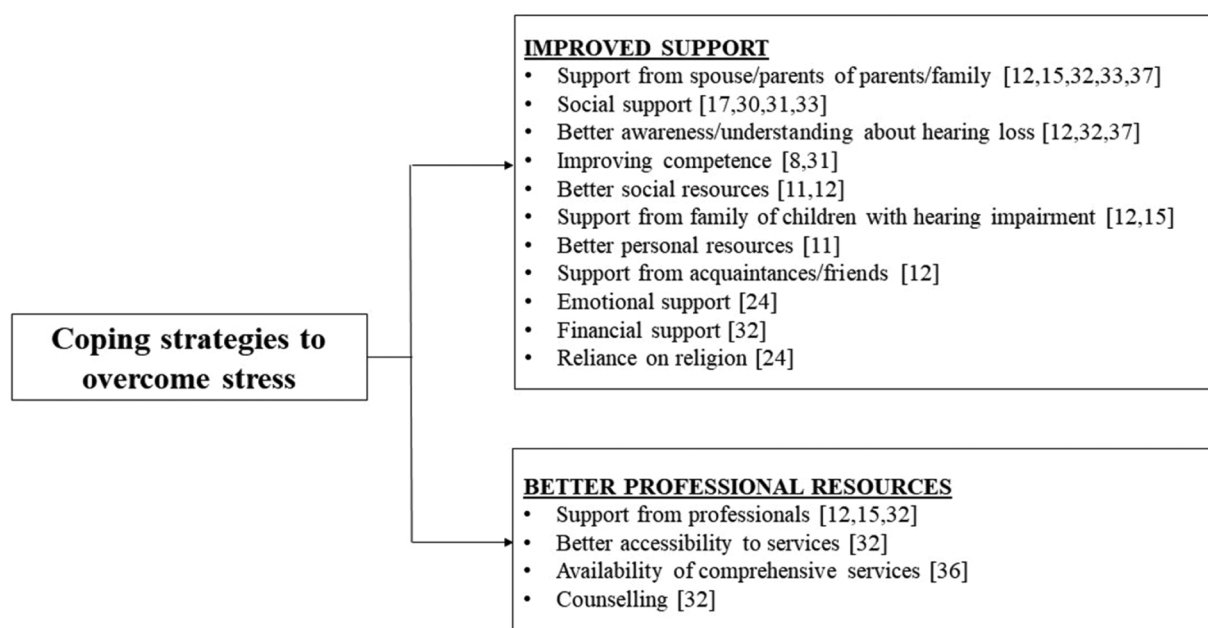 Coping strategies to
overcome stress
IMPROVED SUPPORT
• Support from spouse/parents of parents/family [12,15,32,33,37]
• Social support [17,30,31,33]
• Better awareness/understanding about hearing loss [12,32,37]
• Improving competence [8,31]
• Better social resources [11,12]
• Support from family of children with hearing impairment [12,15]
• Better personal resources [11]
• Support from acquaintances/friends [12]
• Emotional support [24]
• Financial support [32]
• Reliance on religion [24]
BETTER PROFESSIONAL RESOURCES
• Support from professionals [12,15,32]
• Better accessibility to services [32]
• Availability of comprehensive services [36]
• Counselling [32]